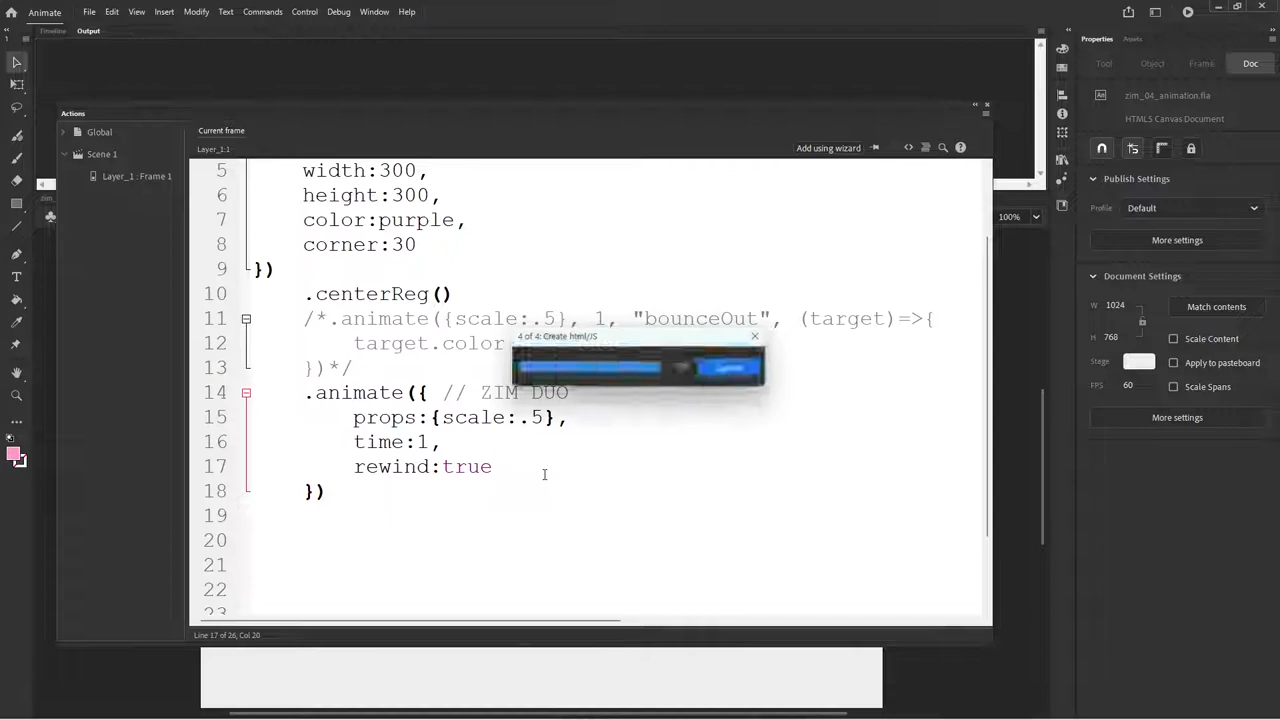 Animate
File Edit View Insert Modify Text Commands Control Debug Window Help
Timeline Output
Actions
Global
Scene 1
Layer_1 : Frame 1
Current frame
Layer_1:1
Add using wizard
5 width:300,
6 height:300,
7 color:purple,
8 corner:30
9 })
10 .centerReg()
11 /*.animate({scale:.5}, 1, "bounceOut", (target)=>{
12 target.color
13 })*/
14 .animate({ // ZIM DUO
15 props:{scale:.5},
16 time:1,
17 rewind:true
18 })
19
20
21
22
23
Line 17 of 26, Col 20
4 of 4: Create html/JS
100%
Properties Assets
Tool Object Frame Doc
An zim_04_animation.fla
HTML5 Canvas Document
Publish Settings
Profile Default
More settings
Document Settings
W 1024 Match contents
H 768 Scale Content
Stage Apply to pasteboard
FPS 60 Scale Spans
More settings